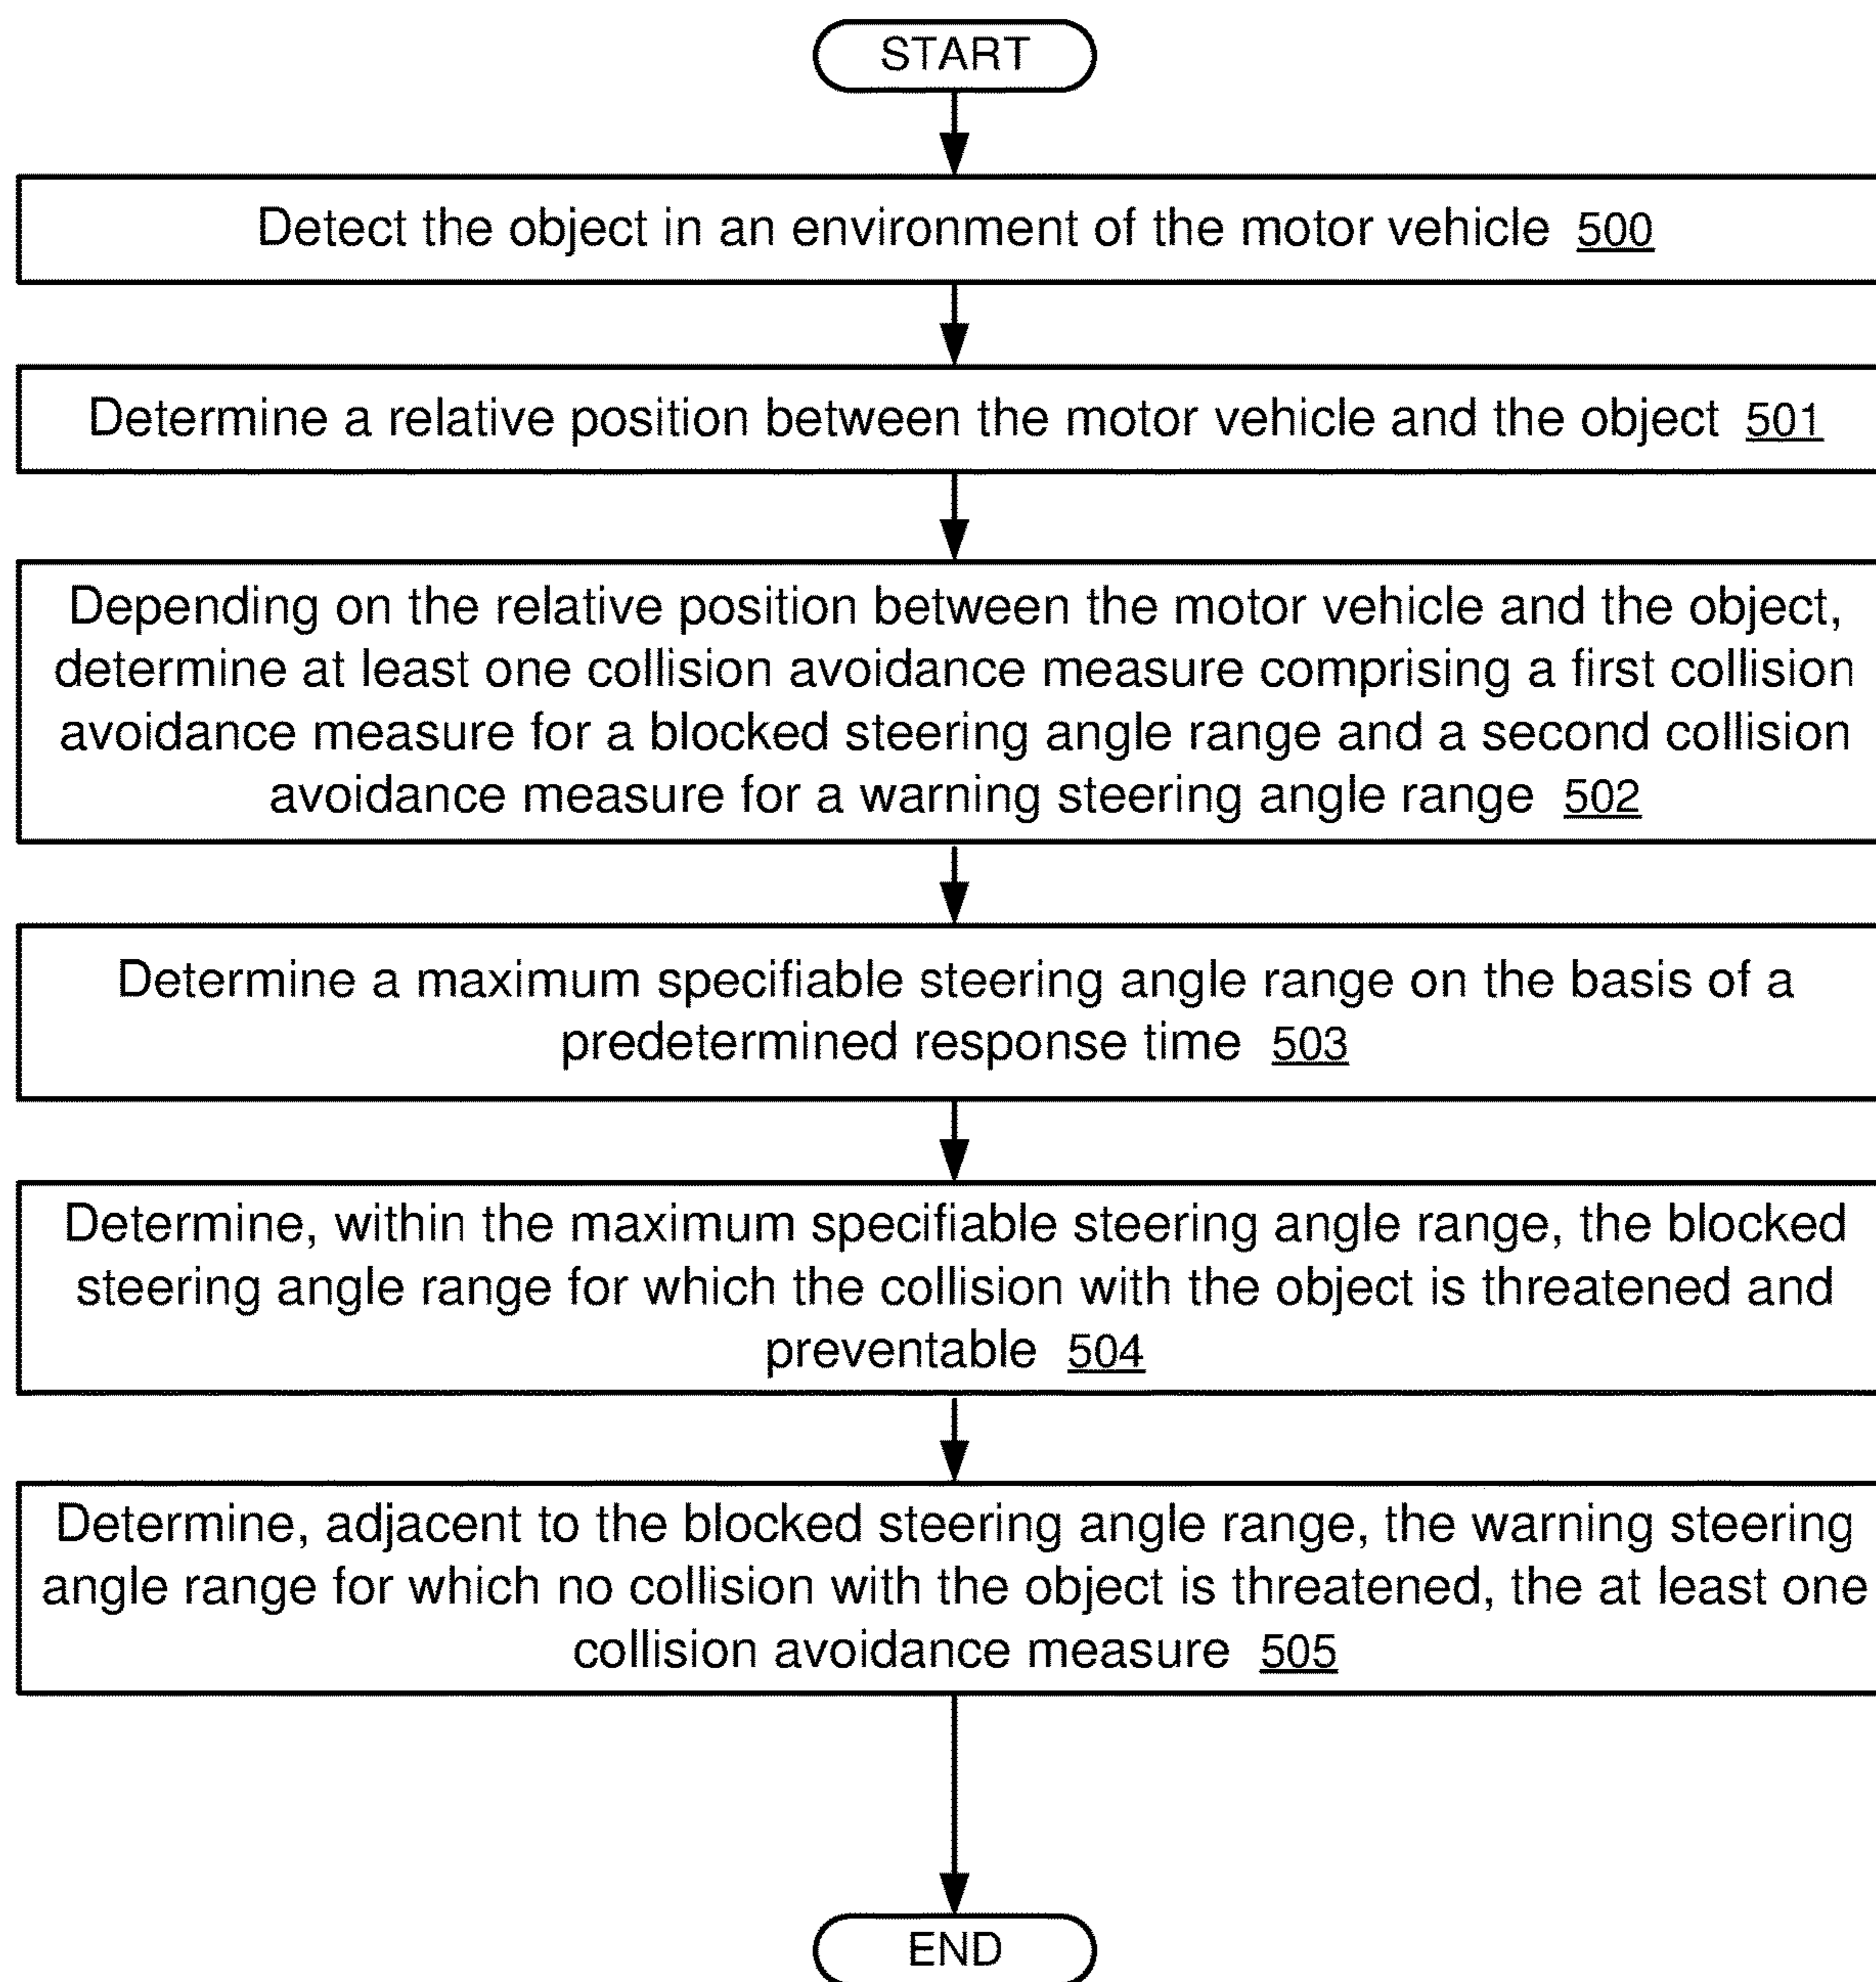 START
Detect the object in an environment of the motor vehicle 500
Determine a relative position between the motor vehicle and the object 501
Depending on the relative position between the motor vehicle and the object,
determine at least one collision avoidance measure comprising a first collision
avoidance measure for a blocked steering angle range and a second collision
avoidance measure for a warning steering angle range 502
Determine a maximum specifiable steering angle range on the basis of a
predetermined response time 503
Determine, within the maximum specifiable steering angle range, the blocked
steering angle range for which the collision with the object is threatened and
preventable 504
Determine, adjacent to the blocked steering angle range, the warning steering
angle range for which no collision with the object is threatened, the at least one
collision avoidance measure 505
END